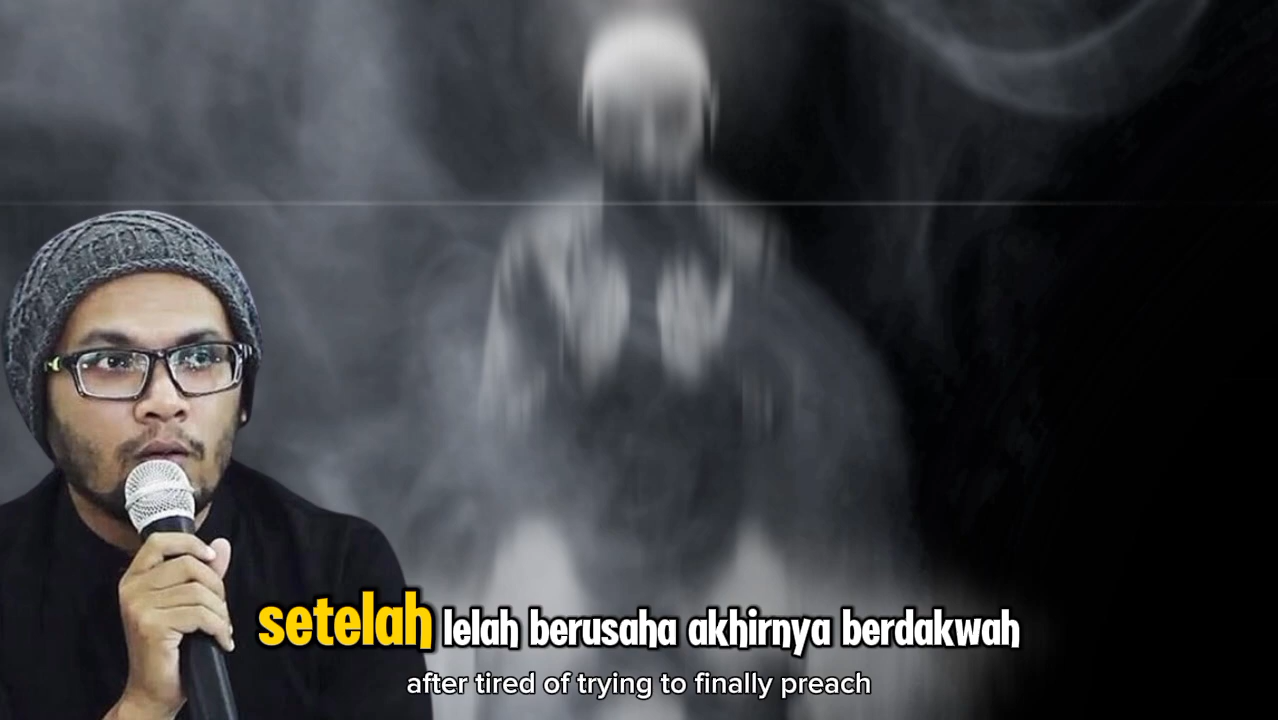 setelah lelah berusaha akhirnya berdakwah
after tired of trying to finally preach